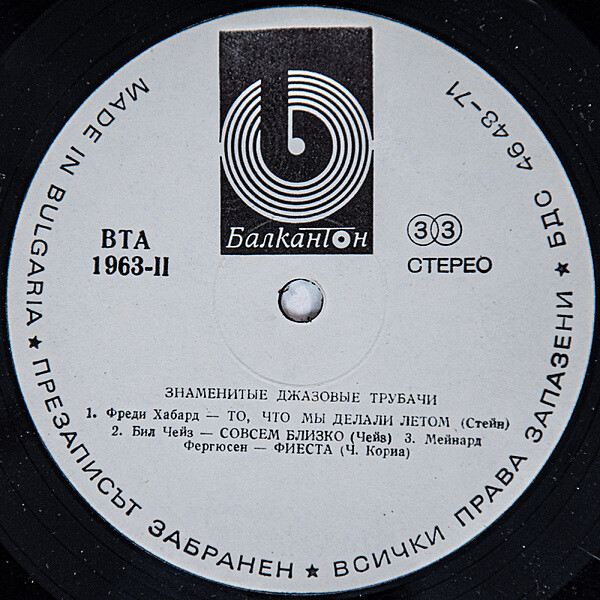 Балкантон
ВТА
1963-II
33
СТЕРЕО
ЗНАМЕНИТЫЕ ДЖАЗОВЫЕ ТРУБАЧИ
1. Фреди Хабард — ТО, ЧТО МЫ ДЕЛАЛИ ЛЕТОМ (Стейн)
2. Бил Чейз — СОВСЕМ БЛИЗКО (Чейз) 3. Мейнард
Фергюсен — ФИЕСТА (Ч. Кориа)
MADE IN BULGARIA ★ ПРЕЗАПИСЪТ ЗАБРАНЕН ★ ВСИЧКИ ПРАВА ЗАПАЗЕНИ ★ БДС 4648-71